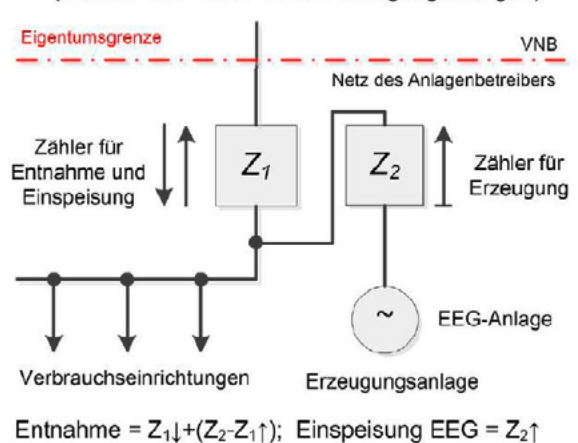 Eigentumsgrenze
VNB
Netz des Anlagenbetreibers
Zähler für
Entnahme und
Einspeisung
Z1
Z2
Zähler für
Erzeugung
~
EEG-Anlage
Verbrauchseinrichtungen
Erzeugungsanlage
Entnahme = Z1↓+(Z2-Z1↑); Einspeisung EEG = Z2↑